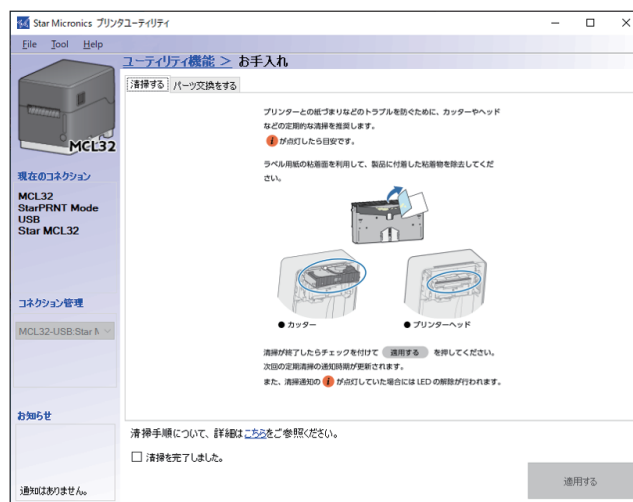 Star Micronics プリンタユーティリティ
File Tool Help
ユーティリティ機能 > お手入れ
清掃する パーツ交換をする
MCL32
現在のコネクション
MCL32
StarPRNT Mode
USB
Star MCL32
コネクション管理
MCL32-USB:Star M
お知らせ
通知はありません。
プリンターとの紙づまりなどのトラブルを防ぐために、カッターやヘッド
などの定期的な清掃を推奨します。
i が点灯したら目安です。
ラベル用紙の粘着面を利用して、製品に付着した粘着物を除去してくだ
さい。
● カッター ● プリンターヘッド
清掃が終了したらチェックを付けて 適用する を押してください。
次回の定期清掃の通知時期が更新されます。
また、清掃通知の i が点灯していた場合には LED の解除が行われます。
清掃手順について、詳細はこちらをご参照ください。
清掃を完了しました。
適用する